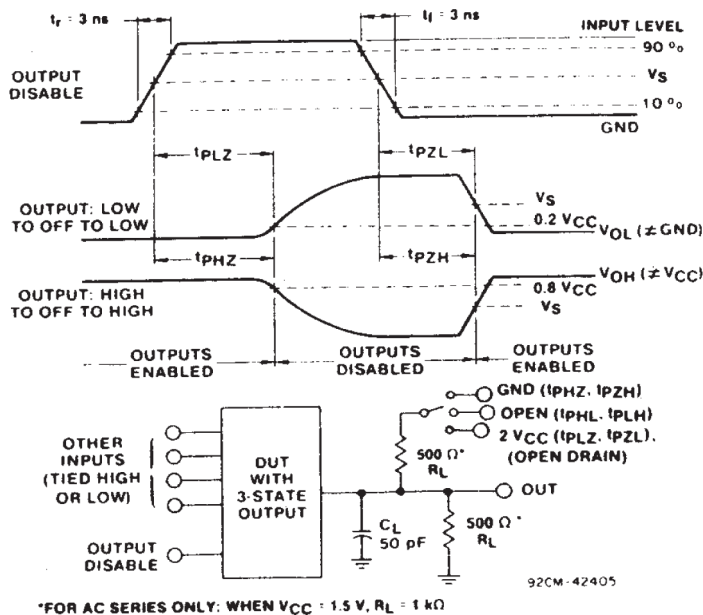 tr = 3 ns
tf = 3 ns
INPUT LEVEL
90 %
OUTPUT
DISABLE
VS
10 %
GND
tPLZ
tPZL
OUTPUT: LOW
TO OFF TO LOW
VS
0.2 VCC
VOL (≠ GND)
tPHZ
tPZH
OUTPUT: HIGH
TO OFF TO HIGH
VOH (≠ VCC)
0.8 VCC
VS
OUTPUTS
ENABLED
OUTPUTS
DISABLED
OUTPUTS
ENABLED
GND (tPHZ, tPZH)
OPEN (tPHL, tPLH)
2 VCC (tPLZ, tPZL),
(OPEN DRAIN)
OTHER
INPUTS
(TIED HIGH
OR LOW)
DUT
WITH
3-STATE
OUTPUT
500 Ω*
RL
OUT
CL
50 pF
500 Ω*
RL
OUTPUT
DISABLE
92CM-42405
*FOR AC SERIES ONLY: WHEN VCC = 1.5 V, RL = 1 kΩ